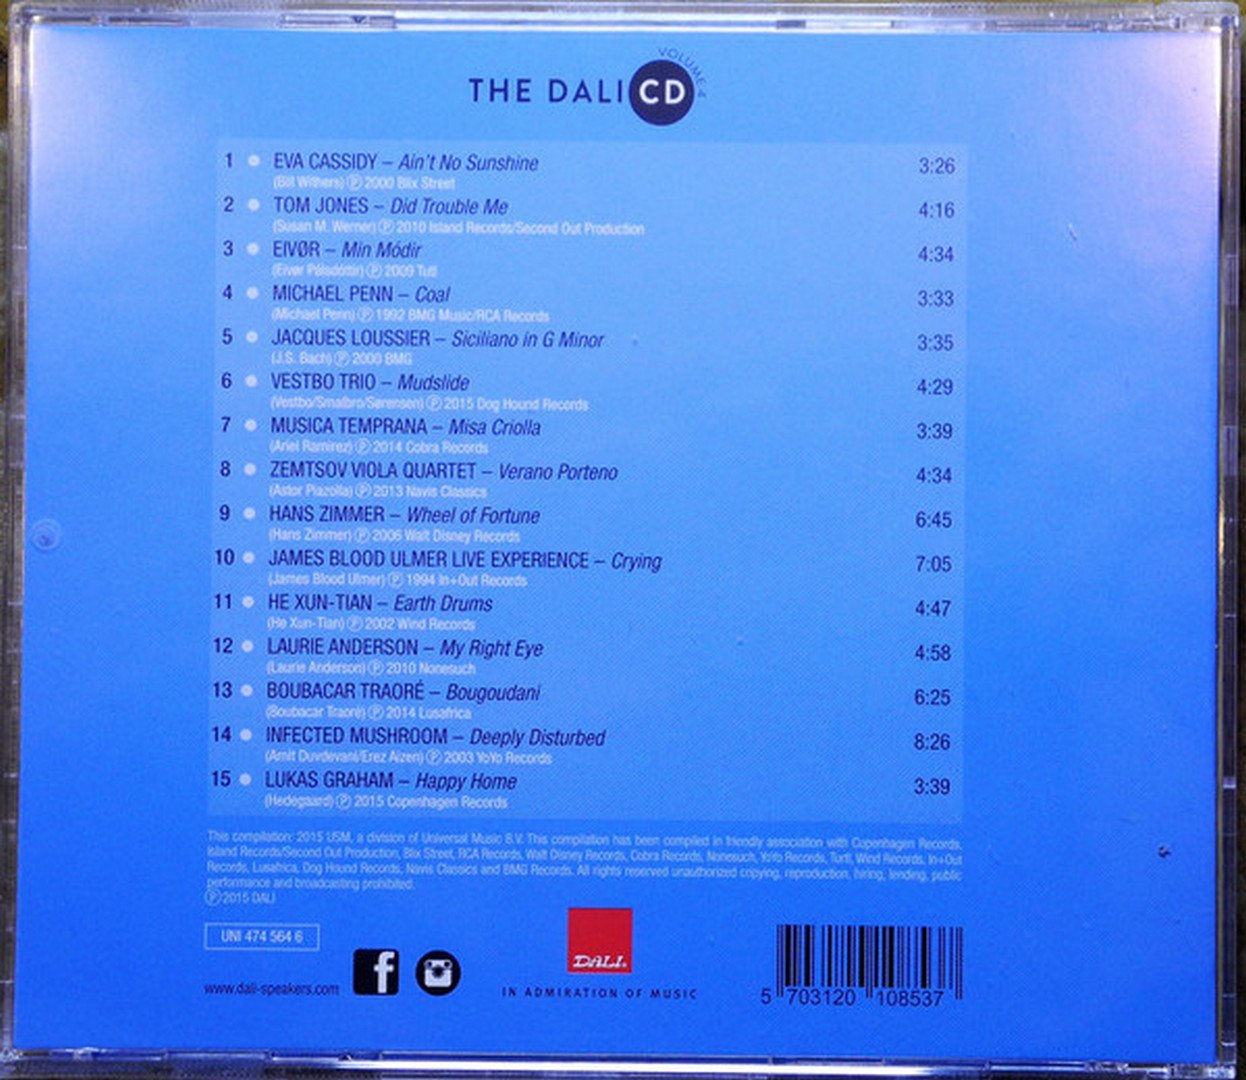 VOLUME 4
THE DALI CD
1 EVA CASSIDY – Ain't No Sunshine 3:26
(Bill Withers) Ⓟ 2000 Blix Street
2 TOM JONES – Did Trouble Me 4:16
(Susan M. Werner) Ⓟ 2010 Island Records/Second Out Production
3 EIVØR – Min Módir 4:34
(Eivør Pálsdóttir) Ⓟ 2009 Tutl
4 MICHAEL PENN – Coal 3:33
(Michael Penn) Ⓟ 1992 BMG Music/RCA Records
5 JACQUES LOUSSIER – Siciliano in G Minor 3:35
(J.S. Bach) Ⓟ 2000 BMG
6 VESTBO TRIO – Mudslide 4:29
(Vestbo/Smalbro/Sørensen) Ⓟ 2015 Dog Hound Records
7 MUSICA TEMPRANA – Misa Criolla 3:39
(Ariel Ramirez) Ⓟ 2014 Cobra Records
8 ZEMTSOV VIOLA QUARTET – Verano Porteno 4:34
(Astor Piazolla) Ⓟ 2013 Navis Classics
9 HANS ZIMMER – Wheel of Fortune 6:45
(Hans Zimmer) Ⓟ 2006 Walt Disney Records
10 JAMES BLOOD ULMER LIVE EXPERIENCE – Crying 7:05
(James Blood Ulmer) Ⓟ 1994 In+Out Records
11 HE XUN-TIAN – Earth Drums 4:47
(He Xun-Tian) Ⓟ 2002 Wind Records
12 LAURIE ANDERSON – My Right Eye 4:58
(Laurie Anderson) Ⓟ 2010 Nonesuch
13 BOUBACAR TRAORÉ – Bougoudani 6:25
(Boubacar Traoré) Ⓟ 2014 Lusafrica
14 INFECTED MUSHROOM – Deeply Disturbed 8:26
(Amit Duvdevani/Erez Aizen) Ⓟ 2003 YoYo Records
15 LUKAS GRAHAM – Happy Home 3:39
(Hedegaard) Ⓟ 2015 Copenhagen Records
This compilation: 2015 USM, a division of Universal Music B.V. This compilation has been compiled in friendly association with Copenhagen Records,
Island Records/Second Out Production, Blix Street, RCA Records, Walt Disney Records, Cobra Records, Nonesuch, YoYo Records, Turtl, Wind Records, In+Out
Records, Lusafrica, Dog Hound Records, Navis Classics and BMG Records. All rights reserved unauthorized copying, reproduction, hiring, lending, public
performance and broadcasting prohibited.
Ⓟ 2015 DALI
UNI 474 564 6
www.dali-speakers.com
f
DALI
IN ADMIRATION OF MUSIC
5 703120 108537